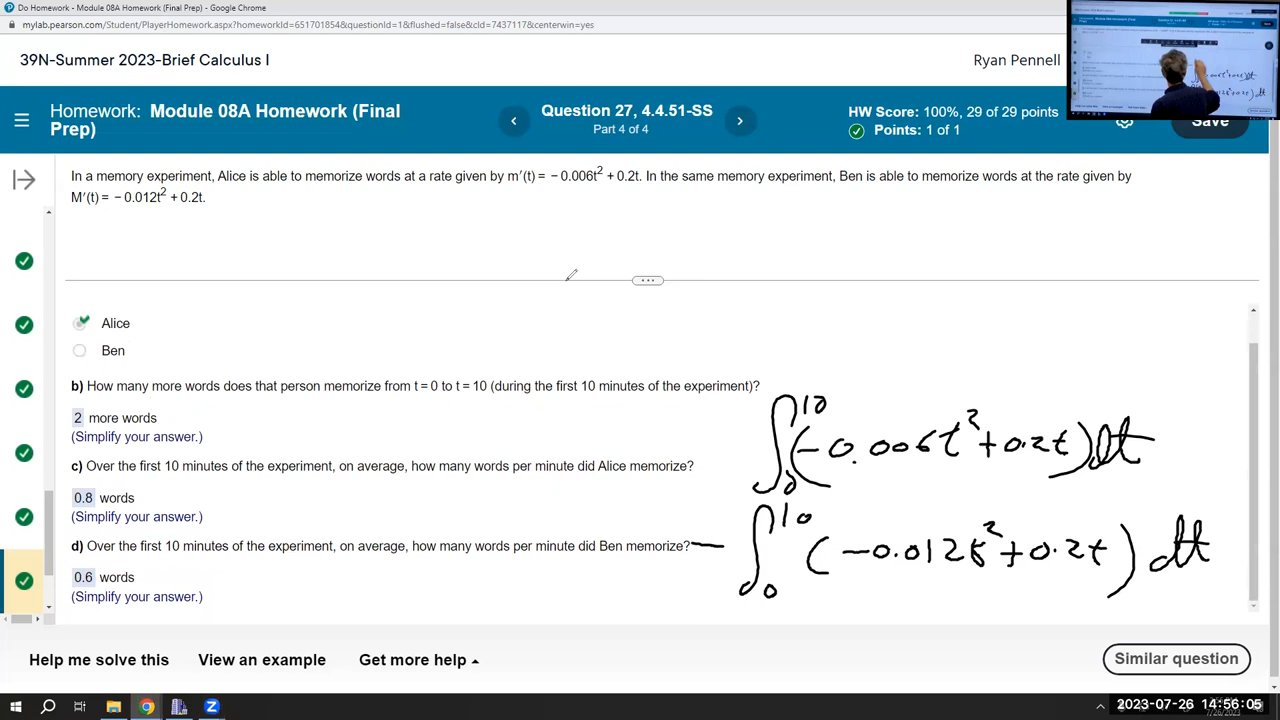 Do Homework - Module 08A Homework (Final Prep) - Google Chrome
mylab.pearson.com/Student/PlayerHomework.aspx?homeworkId=651701854&quest
flushed=false
ces
39N-Summer 2023-Brief Calculus I
Ryan Pennell
Homework: Module 08A Homework (Final Prep)
Question 27, 4.4.51-SS
Part 4 of 4
HW Score: 100%, 29 of 29 points
Points: 1 of 1
Save
In a memory experiment, Alice is able to memorize words at a rate given by m′(t) = − 0.006t² + 0.2t. In the same memory experiment, Ben is able to memorize words at the rate given by
M′(t) = − 0.012t² + 0.2t.
Alice
Ben
b) How many more words does that person memorize from t = 0 to t = 10 (during the first 10 minutes of the experiment)?
2 more words
(Simplify your answer.)
c) Over the first 10 minutes of the experiment, on average, how many words per minute did Alice memorize?
0.8 words
(Simplify your answer.)
d) Over the first 10 minutes of the experiment, on average, how many words per minute did Ben memorize?
0.6 words
(Simplify your answer.)
∫₀¹⁰ (−0.006t² + 0.2t) dt
− ∫₀¹⁰ (−0.012t² + 0.2t) dt
Help me solve this
View an example
Get more help
Similar question
2023-07-26 14:56:05